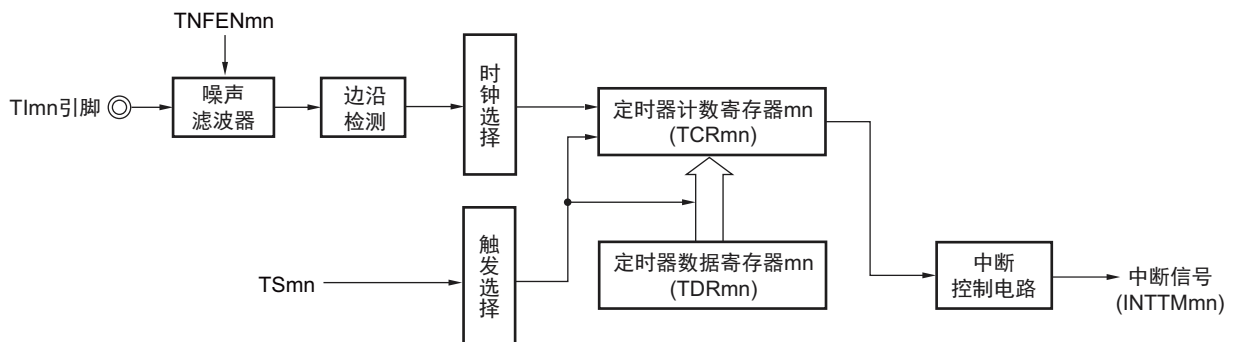 TNFENmn
TImn引脚
噪声
滤波器
边沿
检测
时钟选择
定时器计数寄存器mn
(TCRmn)
TSmn
触发选择
定时器数据寄存器mn
(TDRmn)
中断
控制电路
中断信号
(INTTMmn)